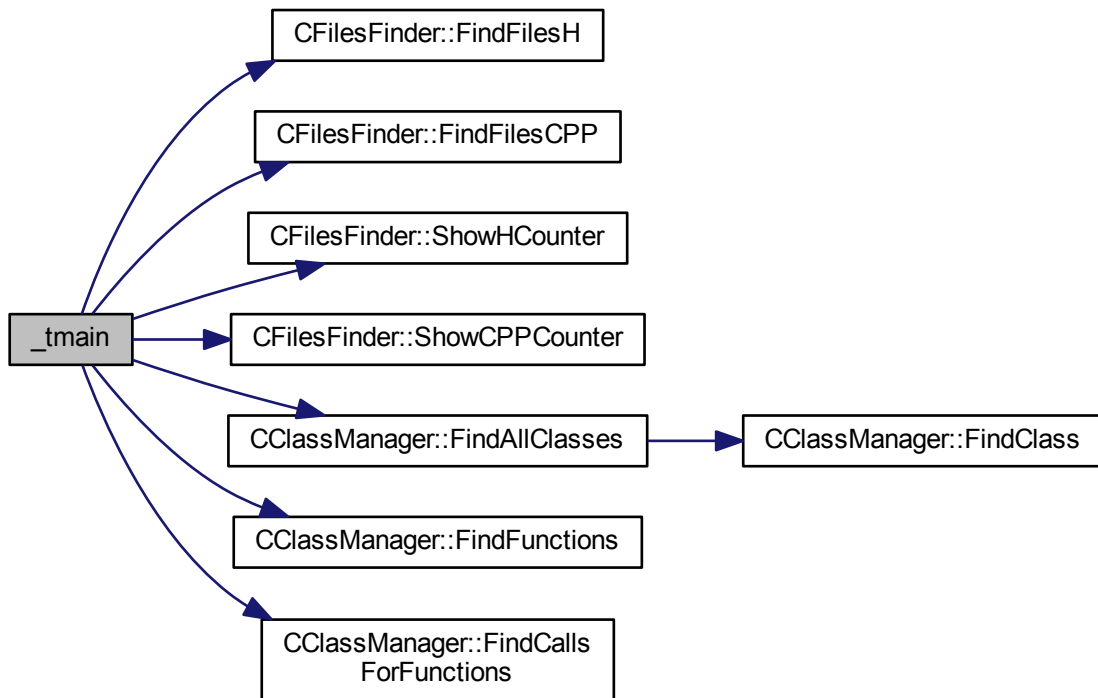 CFilesFinder::FindFilesH
CFilesFinder::FindFilesCPP
CFilesFinder::ShowHCounter
_tmain
CFilesFinder::ShowCPPCounter
CClassManager::FindAllClasses
CClassManager::FindClass
CClassManager::FindFunctions
CClassManager::FindCalls
ForFunctions